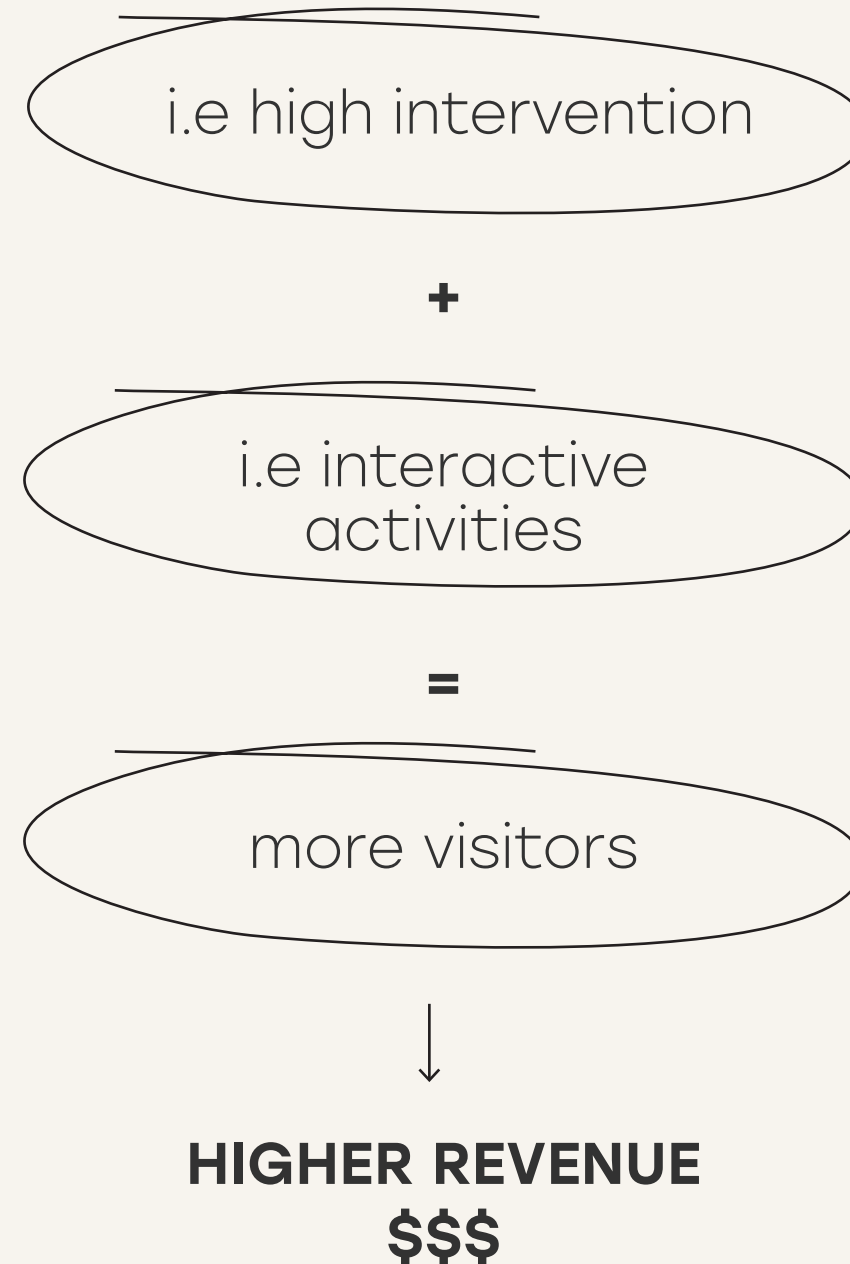 i.e high intervention
+
i.e interactive
activities
=
more visitors
HIGHER REVENUE
$$$